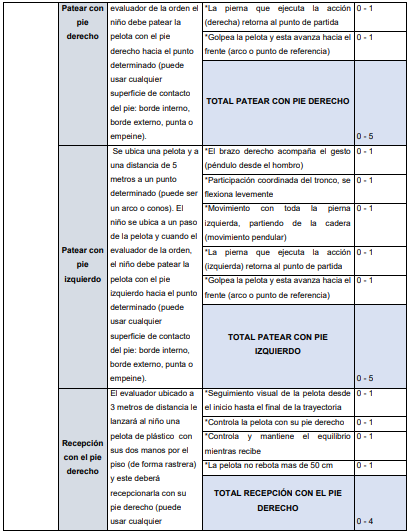 Patear con
pie
derecho
evaluador de la orden el
niño debe patear la
pelota con el pie
derecho hacia el punto
determinado (puede
usar cualquier
superficie de contacto
del pie: borde interno,
borde externo, punta o
empeine).
*La pierna que ejecuta la acción
(derecha) retorna al punto de partida
0 - 1
*Golpea la pelota y esta avanza hacia el
frente (arco o punto de referencia)
0 - 1
TOTAL PATEAR CON PIE DERECHO
0 - 5
Patear con
pie
izquierdo
Se ubica una pelota y a
una distancia de 5
metros a un punto
determinado (puede ser
un arco o conos). El
niño se ubica a un paso
de la pelota y cuando el
evaluador de la orden,
el niño debe patear la
pelota con el pie
izquierdo hacia el punto
determinado (puede
usar cualquier
superficie de contacto
del pie: borde interno,
borde externo, punta o
empeine).
*El brazo derecho acompaña el gesto
(péndulo desde el hombro)
0 - 1
*Participación coordinada del tronco, se
flexiona levemente
0 - 1
*Movimiento con toda la pierna
izquierda, partiendo de la cadera
(movimiento pendular)
0 - 1
*La pierna que ejecuta la acción
(izquierda) retorna al punto de partida
0 - 1
*Golpea la pelota y esta avanza hacia el
frente (arco o punto de referencia)
0 - 1
TOTAL PATEAR CON PIE
IZQUIERDO
0 - 5
Recepción
con el pie
derecho
El evaluador ubicado a
3 metros de distancia le
lanzará al niño una
pelota de plástico con
sus dos manos por el
piso (de forma rastrera)
y este deberá
recepcionarla con su
pie derecho (puede
usar cualquier
*Seguimiento visual de la pelota desde
el inicio hasta el final de la trayectoria
0 - 1
*Controla la pelota con su pie derecho
0 - 1
*Controla y mantiene el equilibrio
mientras recibe
0 - 1
*La pelota no rebota mas de 50 cm
0 - 1
TOTAL RECEPCIÓN CON EL PIE
DERECHO
0 - 4